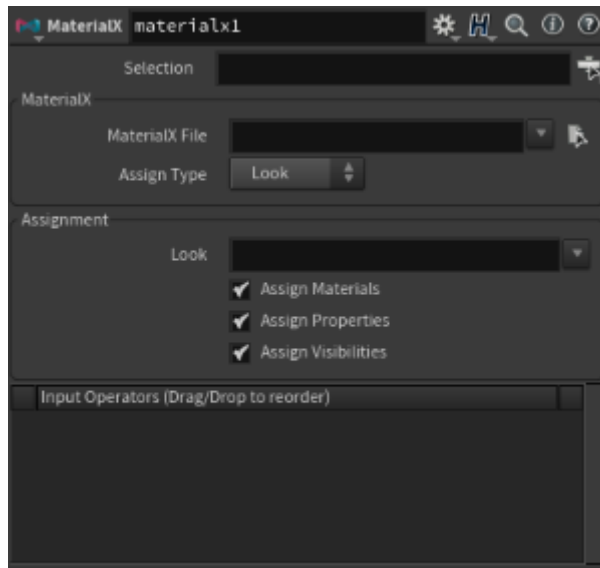 MaterialX materialx1
Selection
MaterialX
MaterialX File
Assign Type Look
Assignment
Look
Assign Materials
Assign Properties
Assign Visibilities
Input Operators (Drag/Drop to reorder)